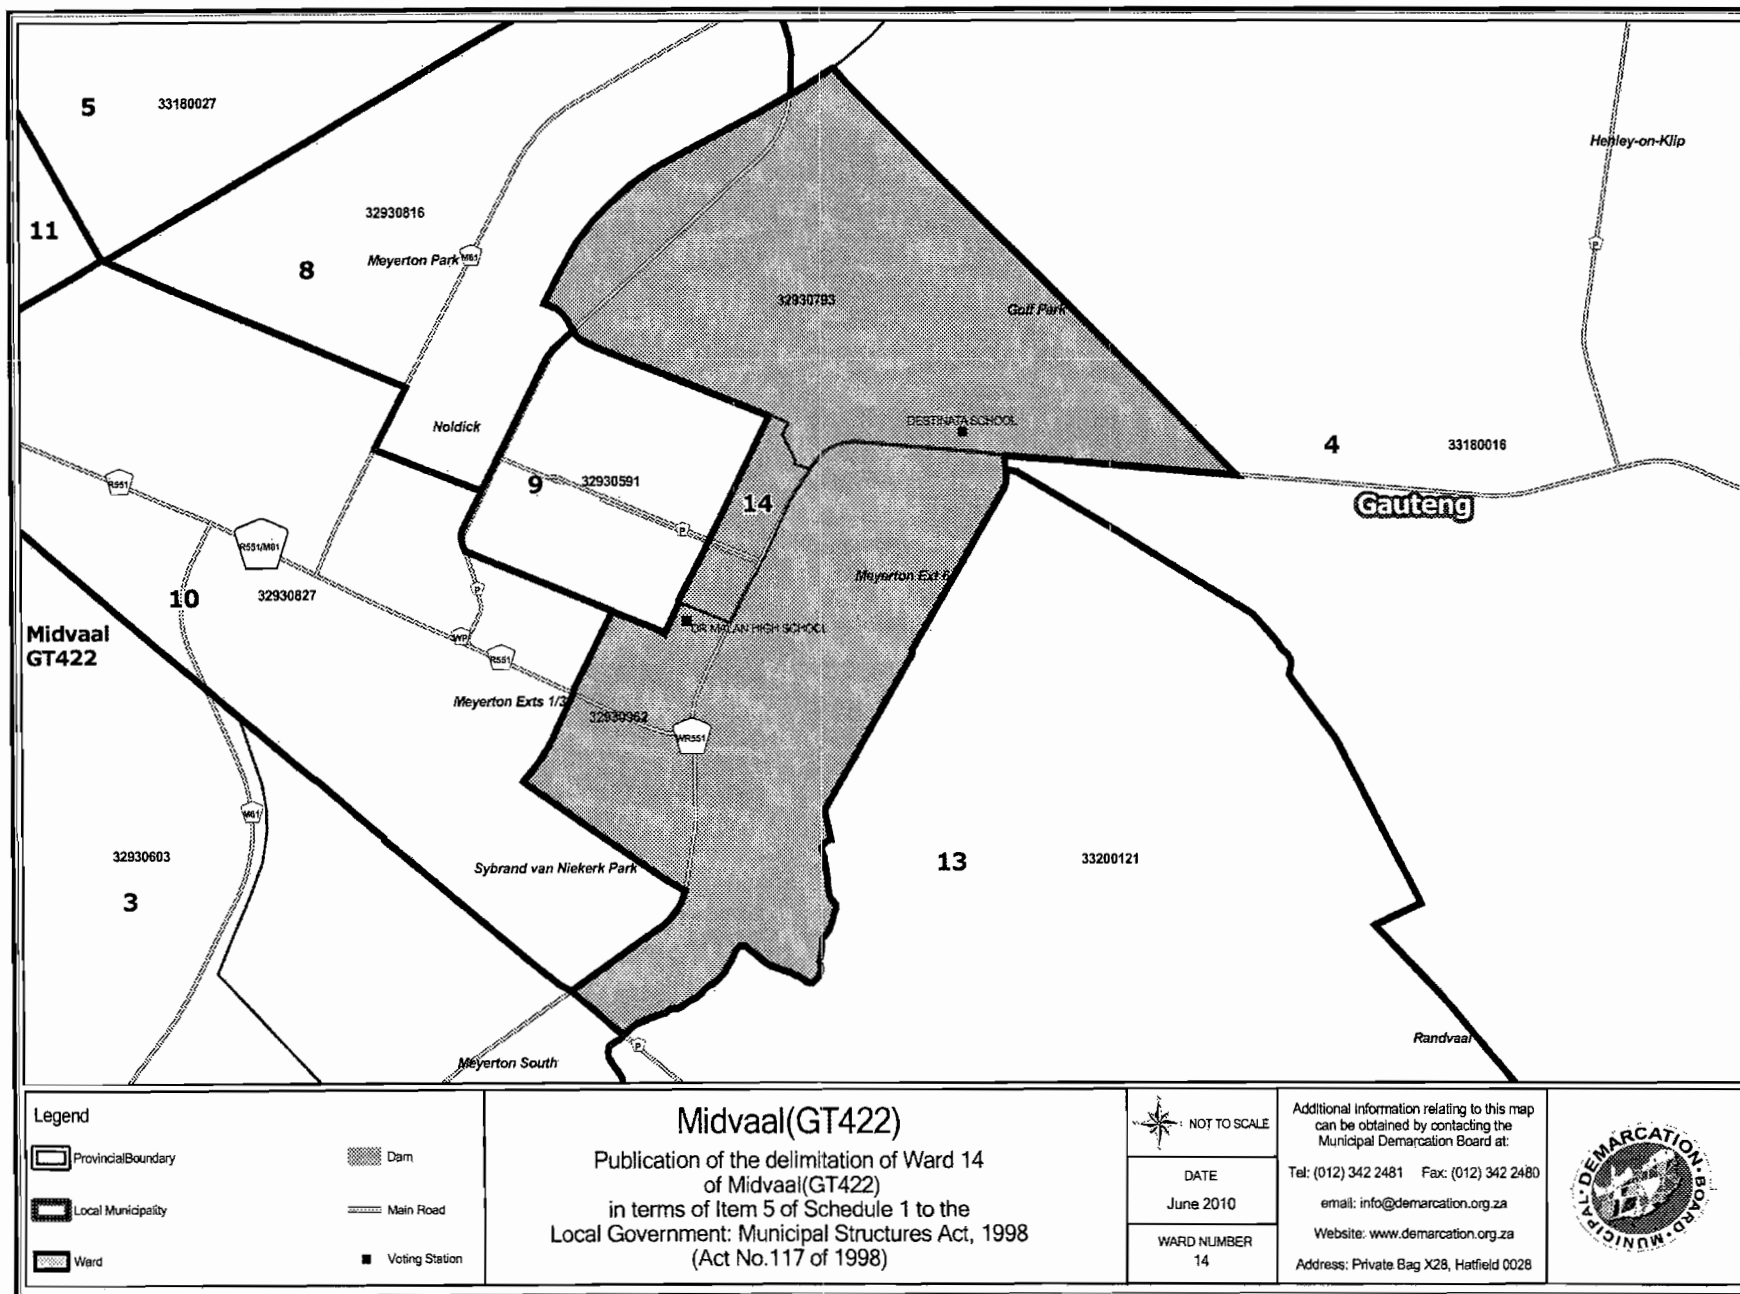 5
33180027
Henley-on-Klip
32930816
11
8
Meyerton Park
M61
P
32930793
Golf Park
Noldick
DESTINATA SCHOOL
4
33180016
R551
9
32930591
14
Gauteng
P
R551/M61
Meyerton Ext 6
P
10
32930827
DR MALAN HIGH SCHOOL
Midvaal
GT422
WP
R551
Meyerton Exts 1/3
32930962
WR551
M61
32930603
13
33200121
Sybrand van Niekerk Park
3
Randvaal
P
Meyerton South
Legend
ProvincialBoundary
Dam
Local Municipality
Main Road
Ward
Voting Station
Midvaal(GT422)
Publication of the delimitation of Ward 14
of Midvaal(GT422)
in terms of Item 5 of Schedule 1 to the
Local Government: Municipal Structures Act, 1998
(Act No.117 of 1998)
NOT TO SCALE
DATE
June 2010
WARD NUMBER
14
Additional information relating to this map
can be obtained by contacting the
Municipal Demarcation Board at:
Tel: (012) 342 2481 Fax: (012) 342 2480
email: info@demarcation.org.za
Website: www.demarcation.org.za
Address: Private Bag X28, Hatfield 0028
MUNICIPAL DEMARCATION BOARD